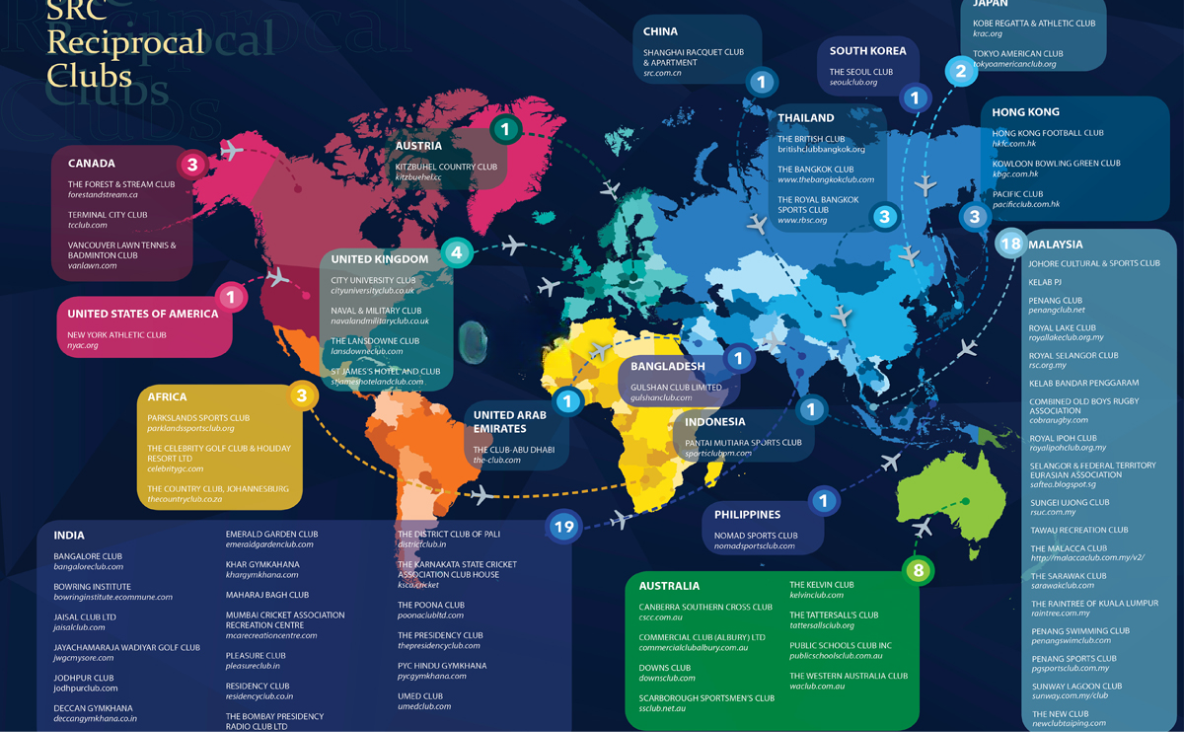 SRC
Reciprocal
Clubs
CANADA
3
THE FOREST & STREAM CLUB
forestandstream.ca
TERMINAL CITY CLUB
tcclub.com
VANCOUVER LAWN TENNIS &
BADMINTON CLUB
vanlawn.com
UNITED STATES OF AMERICA
1
NEW YORK ATHLETIC CLUB
nyac.org
AUSTRIA
1
KITZBUHEL COUNTRY CLUB
kitzbuehel.cc
UNITED KINGDOM
4
CITY UNIVERSITY CLUB
cityuniversityclub.co.uk
NAVAL & MILITARY CLUB
navalandmilitaryclub.co.uk
THE LANSDOWNE CLUB
lansdowneclub.com
ST JAMES'S HOTEL AND CLUB
stjameshotelandclub.com
AFRICA
3
PARKSLANDS SPORTS CLUB
parklandsportsclub.org
THE CELEBRITY GOLF CLUB & HOLIDAY
RESORT LTD
celebritygc.com
THE COUNTRY CLUB, JOHANNESBURG
thecountryclub.co.za
UNITED ARAB
EMIRATES
1
THE CLUB-ABU DHABI
the-club.com
CHINA
SHANGHAI RACQUET CLUB
& APARTMENT
src.com.cn
1
SOUTH KOREA
THE SEOUL CLUB
seoulclub.org
1
JAPAN
KOBE REGATTA & ATHLETIC CLUB
krac.org
TOKYO AMERICAN CLUB
tokyoamericanclub.org
2
THAILAND
THE BRITISH CLUB
britishclubbangkok.org
THE BANGKOK CLUB
www.thebangkokclub.com
THE ROYAL BANGKOK
SPORTS CLUB
www.rbsc.org
3
HONG KONG
HONG KONG FOOTBALL CLUB
hkfc.com.hk
KOWLOON BOWLING GREEN CLUB
kbgc.com.hk
PACIFIC CLUB
pacificclub.com.hk
3
BANGLADESH
1
GULSHAN CLUB LIMITED
gulshanclub.com
INDONESIA
1
PANTAI MUTIARA SPORTS CLUB
sportsclubpm.com
PHILIPPINES
1
NOMAD SPORTS CLUB
nomadsportsclub.com
18
MALAYSIA
JOHORE CULTURAL & SPORTS CLUB
KELAB PJ
PENANG CLUB
penangclub.net
ROYAL LAKE CLUB
royallakeclub.org.my
ROYAL SELANGOR CLUB
rsc.org.my
KELAB BANDAR PENGGARAM
COMBINED OLD BOYS RUGBY
ASSOCIATION
cobrarugby.com
ROYAL IPOH CLUB
royalipohclub.org.my
SELANGOR & FEDERAL TERRITORY
EURASIAN ASSOCIATION
saftea.blogspot.sg
SUNGEI UJONG CLUB
rsuc.com.my
TAWAU RECREATION CLUB
THE MALACCA CLUB
http://malaccaclub.com.my/v2/
THE SARAWAK CLUB
sarawakclub.com
THE RAINTREE OF KUALA LUMPUR
raintree.com.my
PENANG SWIMMING CLUB
penangswimclub.com
PENANG SPORTS CLUB
pgsportclub.com.my
SUNWAY LAGOON CLUB
sunway.com.my/club
THE NEW CLUB
newclubtaiping.com
INDIA
19
BANGALORE CLUB
bangaloreclub.com
BOWRING INSTITUTE
bowringinstitute.ecommune.com
JAISAL CLUB LTD
jaisalclub.com
JAYACHAMARAJA WADIYAR GOLF CLUB
jwgcmysore.com
JODHPUR CLUB
jodhpurclub.com
DECCAN GYMKHANA
deccangymkhana.co.in
EMERALD GARDEN CLUB
emeraldgardenclub.com
KHAR GYMKAHANA
khargymkhana.com
MAHARAJ BAGH CLUB
MUMBAI CRICKET ASSOCIATION
RECREATION CENTRE
mcarecreationcentre.com
PLEASURE CLUB
pleasureclub.in
RESIDENCY CLUB
residencyclub.co.in
THE BOMBAY PRESIDENCY
RADIO CLUB LTD
THE DISTRICT CLUB OF PALI
districtclub.in
THE KARNAKATA STATE CRICKET
ASSOCIATION CLUB HOUSE
ksca.cricket
THE POONA CLUB
poonaclubltd.com
THE PRESIDENCY CLUB
thepresidencyclub.com
PYC HINDU GYMKHANA
pycgymkhana.com
UMED CLUB
umedclub.com
AUSTRALIA
8
CANBERRA SOUTHERN CROSS CLUB
cscc.com.au
COMMERCIAL CLUB (ALBURY) LTD
commercialclubalbury.com.au
DOWNS CLUB
downsclub.com
SCARBOROUGH SPORTSMEN'S CLUB
ssclub.net.au
THE KELVIN CLUB
kelvinclub.com
THE TATTERSALL'S CLUB
tattersallsclub.org
PUBLIC SCHOOLS CLUB INC
publicschoolsclub.com.au
THE WESTERN AUSTRALIA CLUB
waclub.com.au